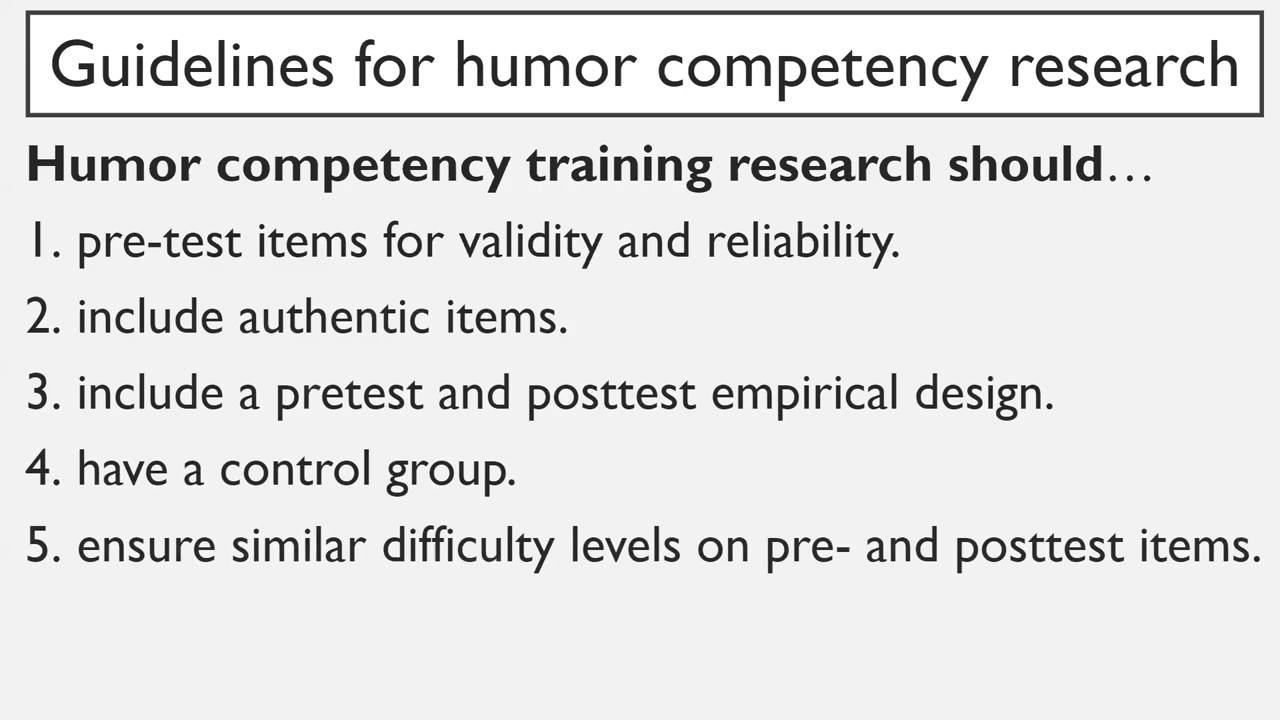 Guidelines for humor competency research
Humor competency training research should…
1. pre-test items for validity and reliability.
2. include authentic items.
3. include a pretest and posttest empirical design.
4. have a control group.
5. ensure similar difficulty levels on pre- and posttest items.